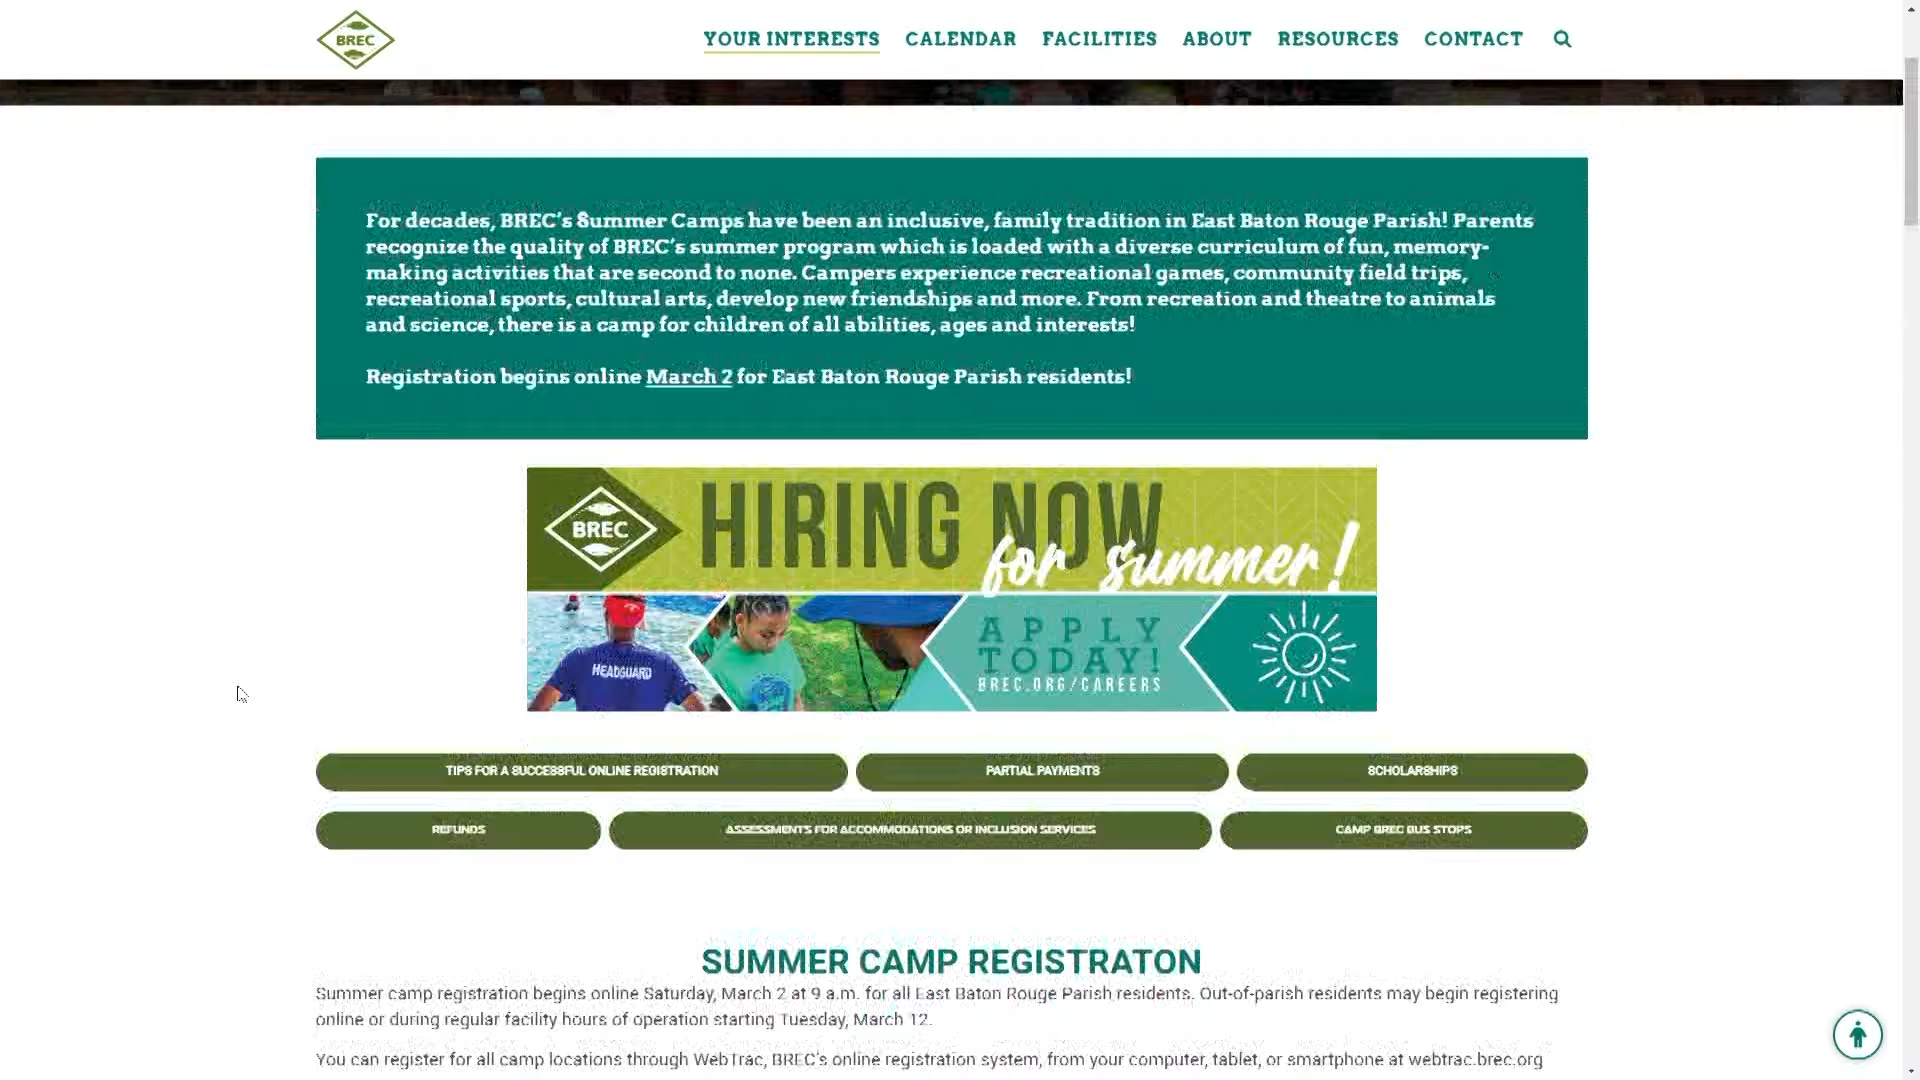 BREC
YOUR INTERESTS CALENDAR FACILITIES ABOUT RESOURCES CONTACT
For decades, BREC's Summer Camps have been an inclusive, family tradition in East Baton Rouge Parish! Parents
recognize the quality of BREC's summer program which is loaded with a diverse curriculum of fun, memory-
making activities that are second to none. Campers experience recreational games, community field trips,
recreational sports, cultural arts, develop new friendships and more. From recreation and theatre to animals
and science, there is a camp for children of all abilities, ages and interests!
Registration begins online March 2 for East Baton Rouge Parish residents!
BREC
HIRING NOW
for summer!
HEADGUARD
APPLY
TODAY!
BREC.ORG/CAREERS
TIPS FOR A SUCCESSFUL ONLINE REGISTRATION PARTIAL PAYMENTS SCHOLARSHIPS
REFUNDS ASSESSMENTS FOR ACCOMMODATIONS OR INCLUSION SERVICES CAMP BREC BUS STOPS
SUMMER CAMP REGISTRATON
Summer camp registration begins online Saturday, March 2 at 9 a.m. for all East Baton Rouge Parish residents. Out-of-parish residents may begin registering
online or during regular facility hours of operation starting Tuesday, March 12.
You can register for all camp locations through WebTrac, BREC's online registration system, from your computer, tablet, or smartphone at webtrac.brec.org